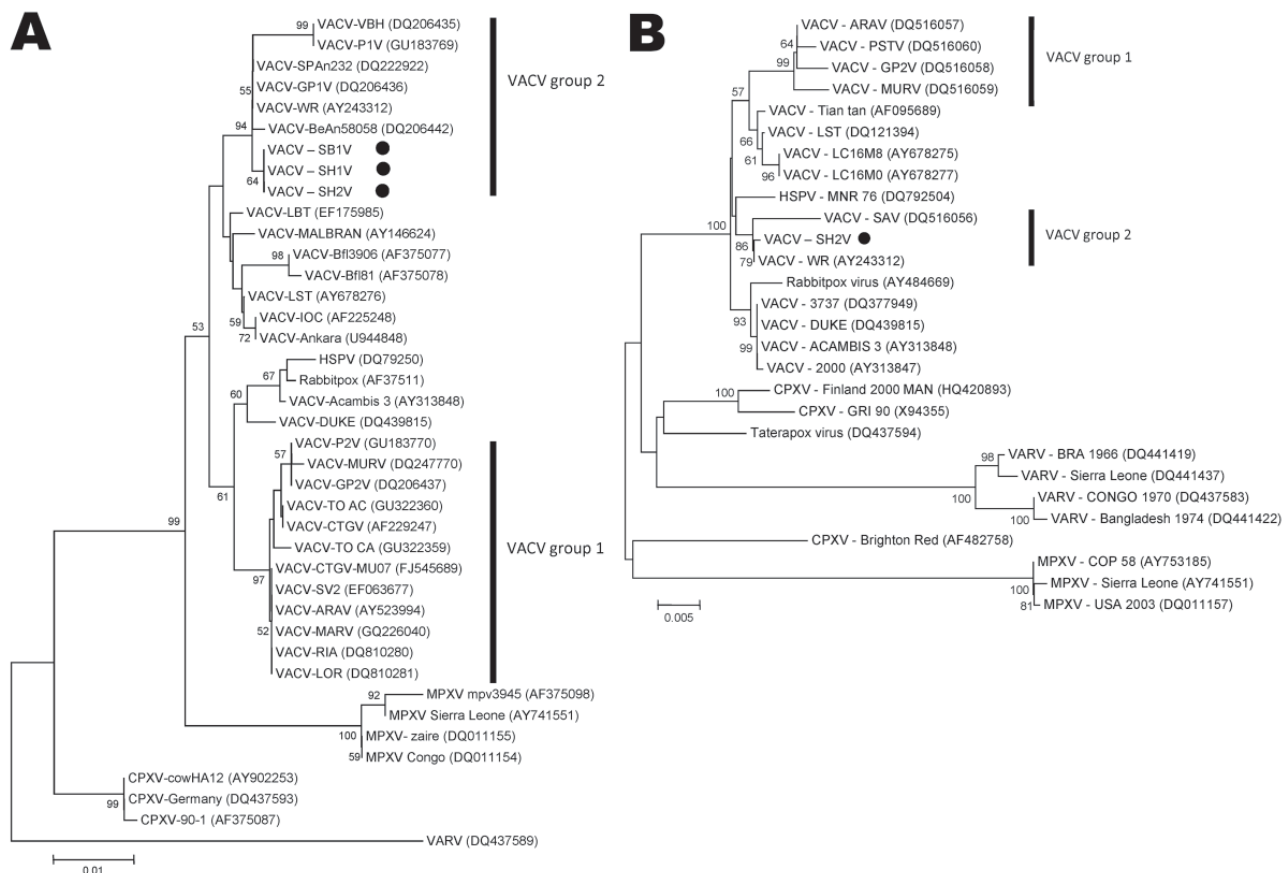 A
99
VACV-VBH (DQ206435)
VACV-P1V (GU183769)
VACV-SPAn232 (DQ222922)
55
VACV-GP1V (DQ206436)
VACV-WR (AY243312)
94
VACV-BeAn58058 (DQ206442)
VACV – SB1V
VACV – SH1V
64
VACV – SH2V
VACV group 2
VACV-LBT (EF175985)
VACV-MALBRAN (AY146624)
98
VACV-Bfl3906 (AF375077)
VACV-Bfl81 (AF375078)
VACV-LST (AY678276)
59
VACV-IOC (AF225248)
72
VACV-Ankara (U944848)
53
HSPV (DQ79250)
67
Rabbitpox (AF37511)
60
VACV-Acambis 3 (AY313848)
VACV-DUKE (DQ439815)
VACV-P2V (GU183770)
57
VACV-MURV (DQ247770)
VACV-GP2V (DQ206437)
61
VACV-TO AC (GU322360)
VACV-CTGV (AF229247)
VACV-TO CA (GU322359)
97
VACV-CTGV-MU07 (FJ545689)
VACV-SV2 (EF063677)
VACV-ARAV (AY523994)
52
VACV-MARV (GQ226040)
VACV-RIA (DQ810280)
VACV-LOR (DQ810281)
VACV group 1
99
92
MPXV mpv3945 (AF375098)
MPXV Sierra Leone (AY741551)
100
MPXV- zaire (DQ011155)
59
MPXV Congo (DQ011154)
CPXV-cowHA12 (AY902253)
CPXV-Germany (DQ437593)
99
CPXV-90-1 (AF375087)
VARV (DQ437589)
0.01
B
VACV - ARAV (DQ516057)
64
VACV - PSTV (DQ516060)
99
VACV - GP2V (DQ516058)
VACV - MURV (DQ516059)
VACV group 1
57
VACV - Tian tan (AF095689)
66
VACV - LST (DQ121394)
61
VACV - LC16M8 (AY678275)
96
VACV - LC16M0 (AY678277)
HSPV - MNR 76 (DQ792504)
100
VACV - SAV (DQ516056)
86
VACV – SH2V
79
VACV - WR (AY243312)
VACV group 2
Rabbitpox virus (AY484669)
VACV - 3737 (DQ377949)
93
VACV - DUKE (DQ439815)
99
VACV - ACAMBIS 3 (AY313848)
VACV - 2000 (AY313847)
100
CPXV - Finland 2000 MAN (HQ420893)
CPXV - GRI 90 (X94355)
Taterapox virus (DQ437594)
98
VARV - BRA 1966 (DQ441419)
VARV - Sierra Leone (DQ441437)
100
VARV - CONGO 1970 (DQ437583)
100
VARV - Bangladesh 1974 (DQ441422)
CPXV - Brighton Red (AF482758)
MPXV - COP 58 (AY753185)
100
MPXV - Sierra Leone (AY741551)
81
MPXV - USA 2003 (DQ011157)
0.005